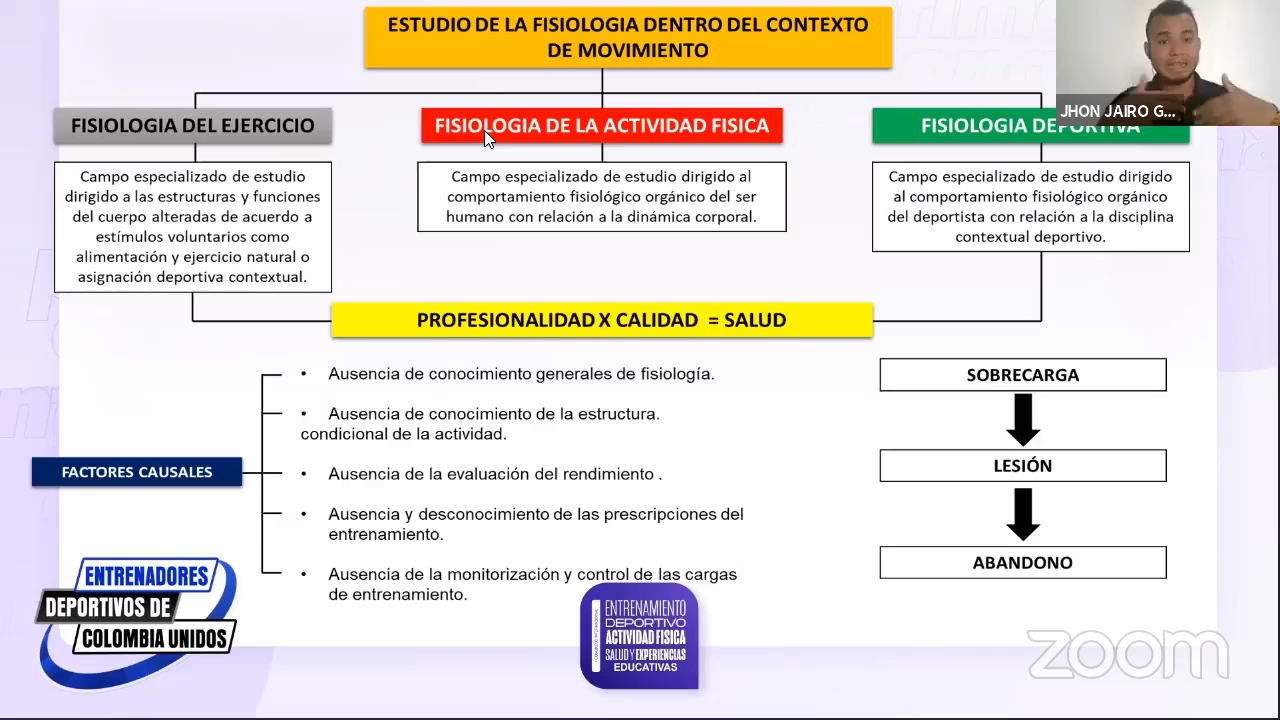 ESTUDIO DE LA FISIOLOGIA DENTRO DEL CONTEXTO
DE MOVIMIENTO
JHON JAIRO G...
FISIOLOGIA DEL EJERCICIO
FISIOLOGIA DE LA ACTIVIDAD FISICA
FISIOLOGIA DEPORTIVA
Campo especializado de estudio
dirigido a las estructuras y funciones
del cuerpo alteradas de acuerdo a
estímulos voluntarios como
alimentación y ejercicio natural o
asignación deportiva contextual.
Campo especializado de estudio dirigido al
comportamiento fisiológico orgánico del ser
humano con relación a la dinámica corporal.
Campo especializado de estudio dirigido
al comportamiento fisiológico orgánico
del deportista con relación a la disciplina
contextual deportivo.
PROFESIONALIDAD X CALIDAD = SALUD
FACTORES CAUSALES
• Ausencia de conocimiento generales de fisiología.
• Ausencia de conocimiento de la estructura.
condicional de la actividad.
• Ausencia de la evaluación del rendimiento .
• Ausencia y desconocimiento de las prescripciones del
entrenamiento.
• Ausencia de la monitorización y control de las cargas
de entrenamiento.
SOBRECARGA
LESIÓN
ABANDONO
ENTRENADORES
DEPORTIVOS DE
COLOMBIA UNIDOS
ENTRENAMIENTO
DEPORTIVO
ACTIVIDAD FISICA
SALUD Y EXPERIENCIAS
EDUCATIVAS
zoom